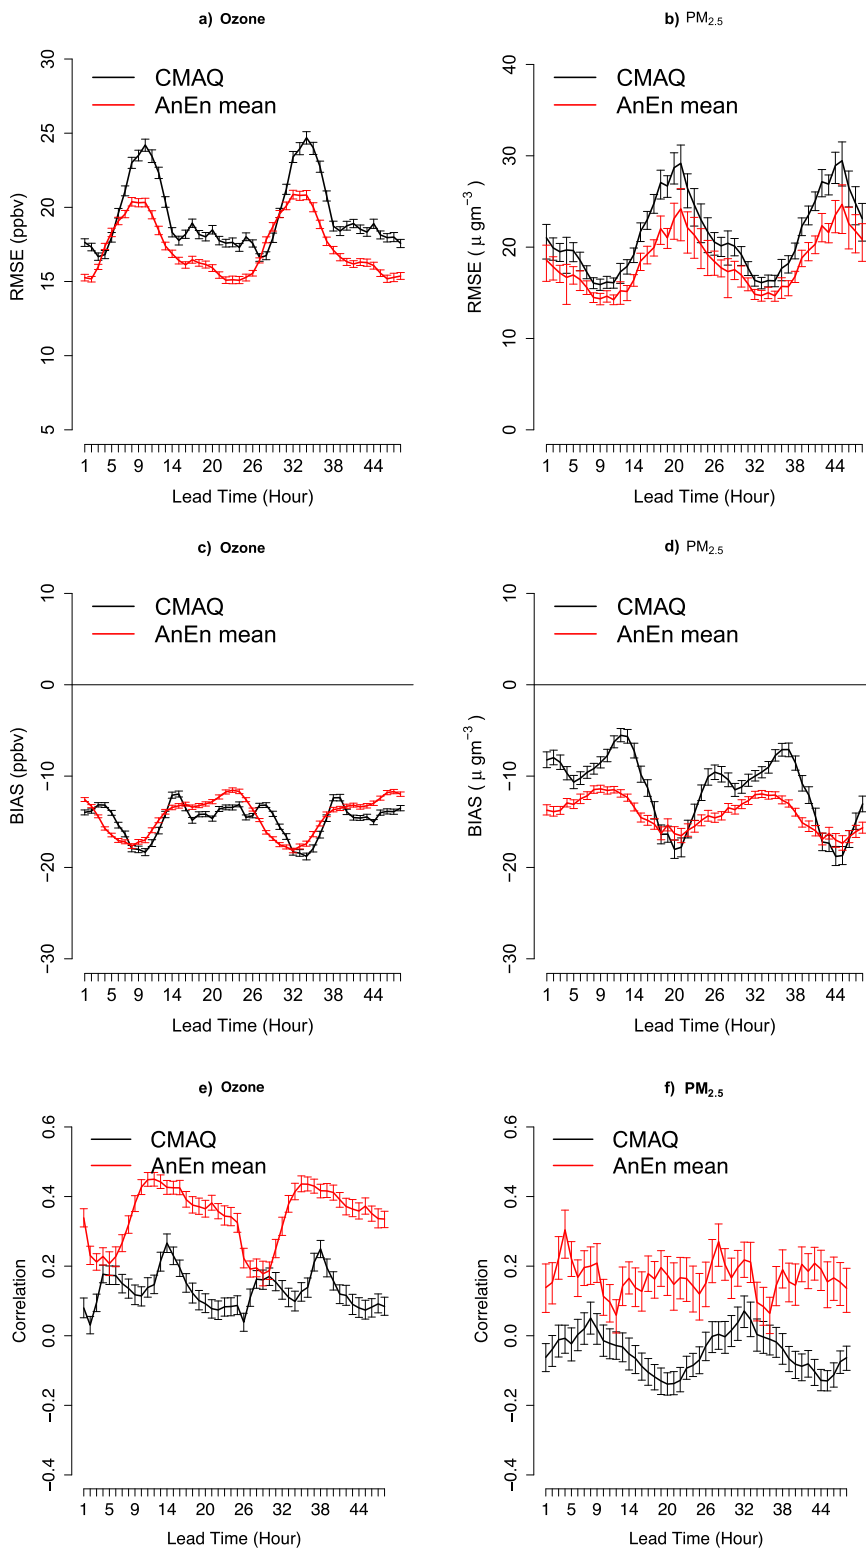 a) Ozone
30
25
20
15
10
5
RMSE (ppbv)
CMAQ
AnEn mean
1 5 9 14 20 26 32 38 44
Lead Time (Hour)
b) PM2.5
40
30
20
10
0
RMSE ( μ gm−3 )
CMAQ
AnEn mean
1 5 9 14 20 26 32 38 44
Lead Time (Hour)
c) Ozone
10
0
−10
−20
−30
BIAS (ppbv)
CMAQ
AnEn mean
1 5 9 14 20 26 32 38 44
Lead Time (Hour)
d) PM2.5
10
0
−10
−20
−30
BIAS ( μ gm−3 )
CMAQ
AnEn mean
1 5 9 14 20 26 32 38 44
Lead Time (Hour)
e) Ozone
0.6
0.4
0.2
0.0
−0.2
−0.4
Correlation
CMAQ
AnEn mean
1 5 9 14 20 26 32 38 44
Lead Time (Hour)
f) PM2.5
0.6
0.4
0.2
0.0
−0.2
−0.4
Correlation
CMAQ
AnEn mean
1 5 9 14 20 26 32 38 44
Lead Time (Hour)